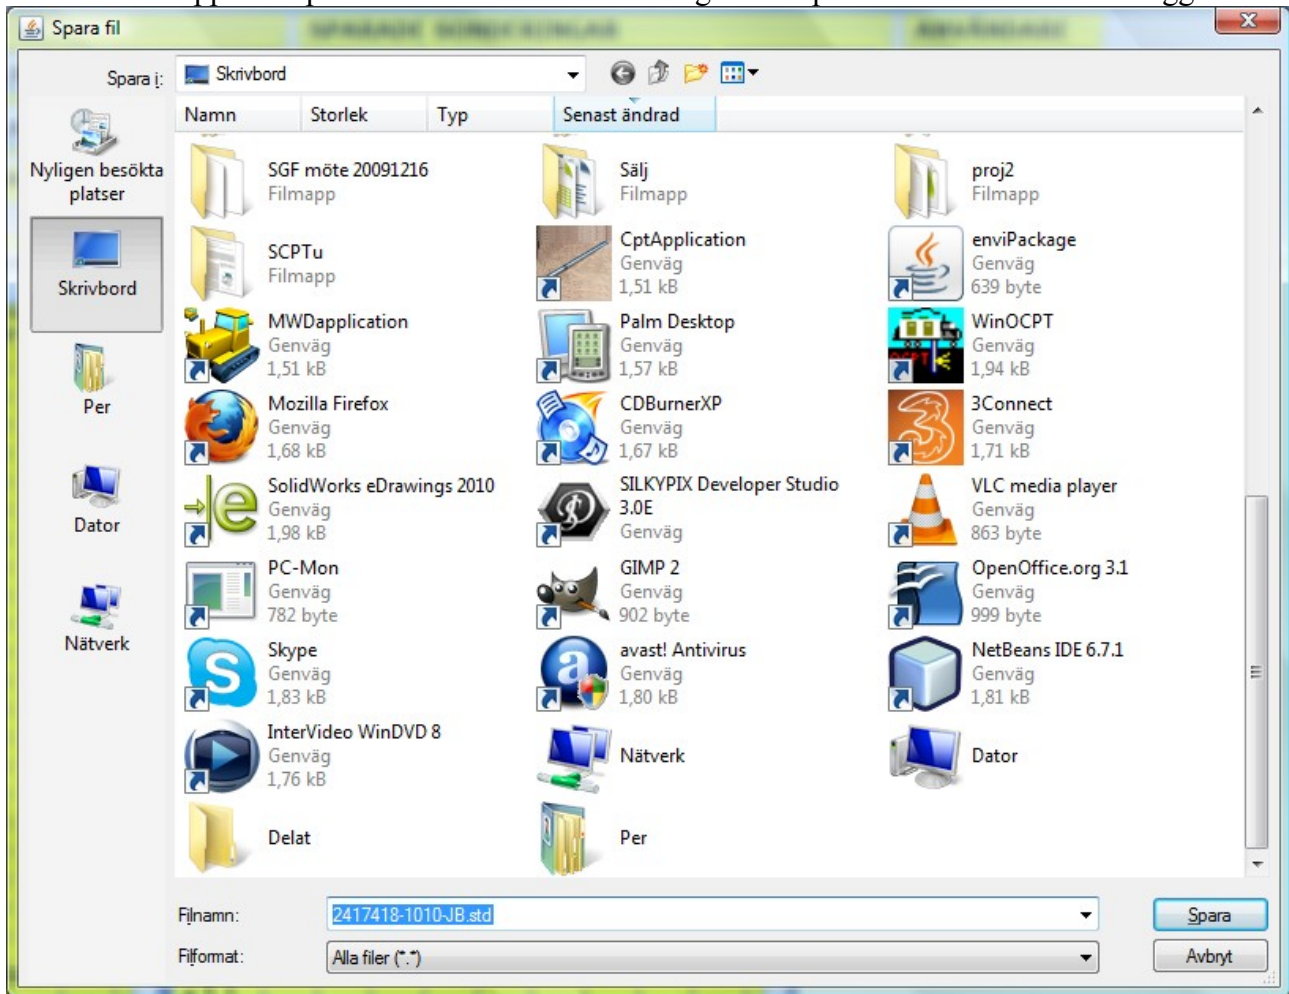 Spara fil
Spara i:
Skrivbord
Namn Storlek Typ Senast ändrad
Nyligen besökta
platser
Skrivbord
Per
Dator
Nätverk
SGF möte 20091216
Filmapp
Sälj
Filmapp
proj2
Filmapp
SCPTu
Filmapp
CptApplication
Genväg
1,51 kB
enviPackage
Genväg
639 byte
MWDapplication
Genväg
1,51 kB
Palm Desktop
Genväg
1,57 kB
WinOCPT
Genväg
1,94 kB
Mozilla Firefox
Genväg
1,68 kB
CDBurnerXP
Genväg
1,67 kB
3Connect
Genväg
1,71 kB
SolidWorks eDrawings 2010
Genväg
1,98 kB
SILKYPIX Developer Studio
3.0E
Genväg
VLC media player
Genväg
863 byte
PC-Mon
Genväg
782 byte
GIMP 2
Genväg
902 byte
OpenOffice.org 3.1
Genväg
999 byte
Skype
Genväg
1,83 kB
avast! Antivirus
Genväg
1,80 kB
NetBeans IDE 6.7.1
Genväg
1,81 kB
InterVideo WinDVD 8
Genväg
1,76 kB
Nätverk
Dator
Delat
Per
Filnamn:
2417418-1010-JB.std
Spara
Filformat:
Alla filer (*.*)
Avbryt